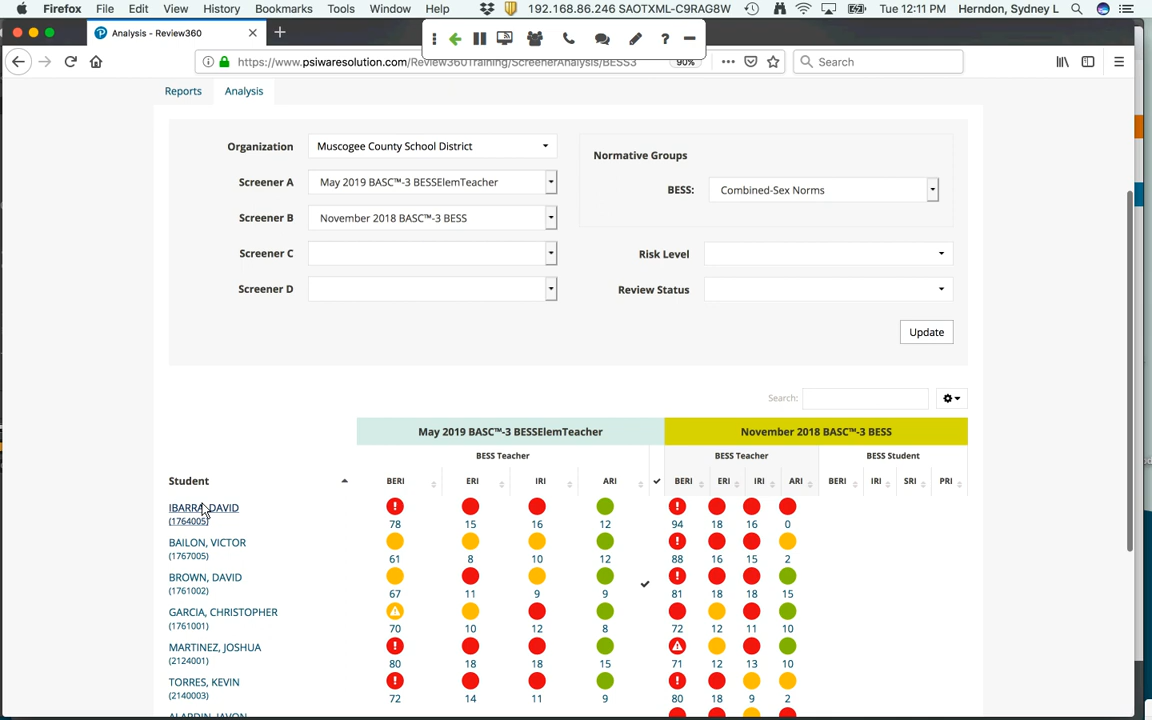 Firefox File Edit View History Bookmarks Tools Window Help 192.168.86.246 SAOTXML-C9RAG8W Tue 12:11 PM Herndon, Sydney L
Analysis - Review360
https://www.psiwaresolution.com/Review360Training/ScreenerAnalysis/BESS3 90% Search
Reports Analysis
Organization Muscogee County School District
Normative Groups
Screener A May 2019 BASC™-3 BESSElemTeacher
BESS: Combined-Sex Norms
Screener B November 2018 BASC™-3 BESS
Screener C
Risk Level
Screener D
Review Status
Update
Search:
May 2019 BASC™-3 BESSElemTeacher November 2018 BASC™-3 BESS
BESS Teacher BESS Teacher BESS Student
Student BERI ERI IRI ARI BERI ERI IRI ARI BERI IRI SRI PRI
IBARRA, DAVID
(1764005) 78 15 16 12 94 18 16 0
BAILON, VICTOR
(1767005) 61 8 10 12 88 16 15 2
BROWN, DAVID
(1761002) 67 11 9 9 81 18 18 15
GARCIA, CHRISTOPHER
(1761001) 70 10 12 8 72 12 11 10
MARTINEZ, JOSHUA
(2124001) 80 18 18 15 71 12 13 10
TORRES, KEVIN
(2140003) 72 14 11 9 80 18 9 2